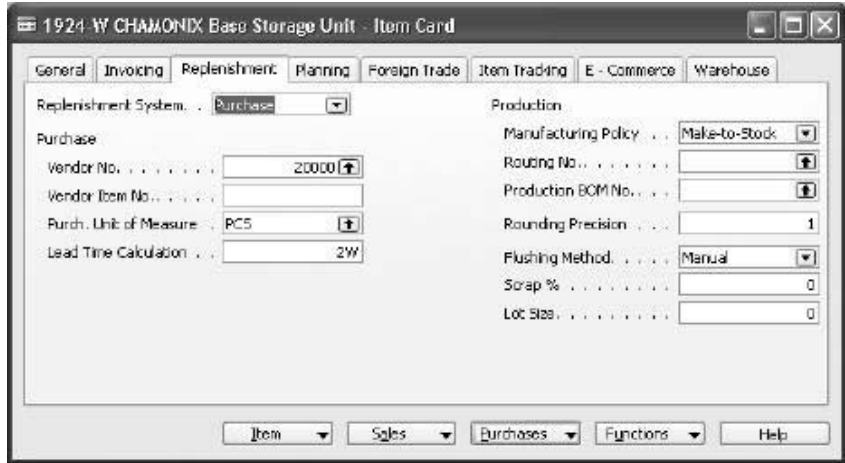 1924-W CHAMONIX Base Storage Unit - Item Card
General Invoicing Replenishment Planning Foreign Trade Item Tracking E - Commerce Warehouse
Replenishment System. . Purchase
Purchase
Vendor No. . . . . . . . 20000
Vendor Item No. . . . . .
Purch. Unit of Measure . PCS
Lead Time Calculation . . 2W
Production
Manufacturing Policy . . Make-to-Stock
Routing No. . . . . . .
Production BOM No. . . .
Rounding Precision . . . 1
Flushing Method. . . . . Manual
Scrap % . . . . . . . . 0
Lot Size. . . . . . . . . 0
Item Sales Purchases Functions Help